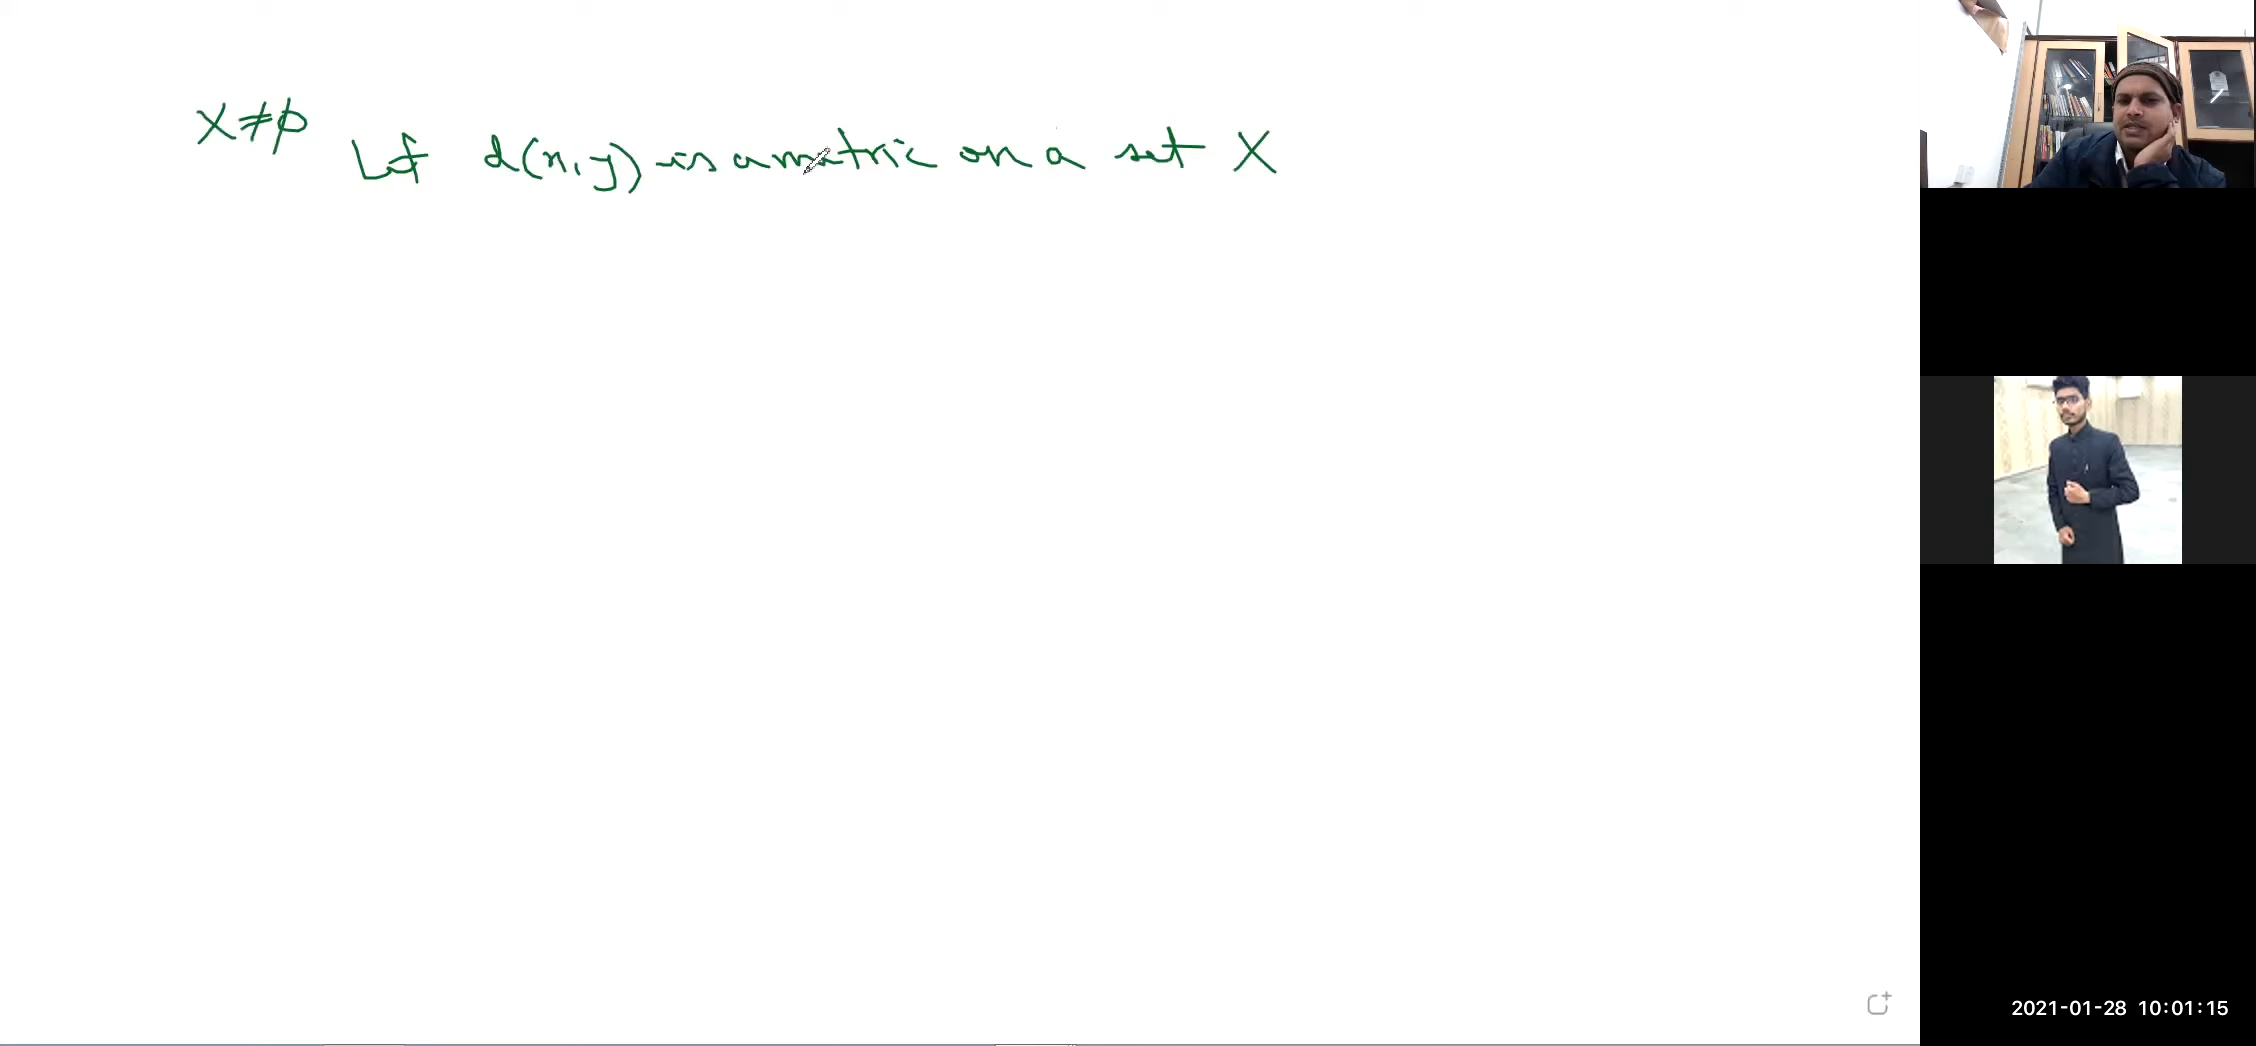 X≠φ
Let d(x,y) is a metric on a set X
2021-01-28 10:01:15